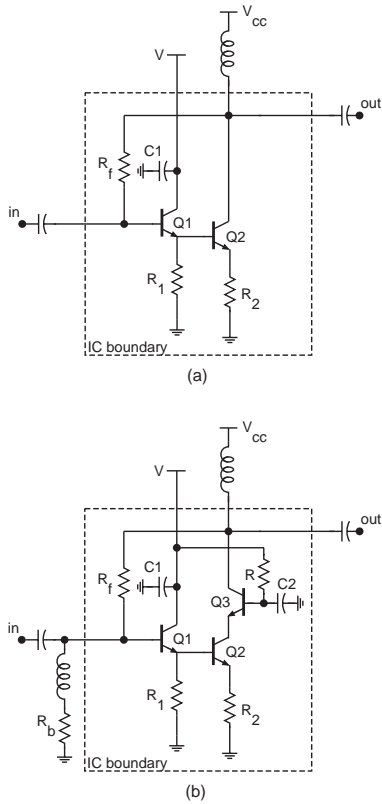 V
V_cc
out
C1
R_f
in
Q1
Q2
R_1
R_2
IC boundary
(a)
V_cc
V
out
C1
R
C2
R_f
Q3
in
Q1
Q2
R_1
R_2
R_b
IC boundary
(b)